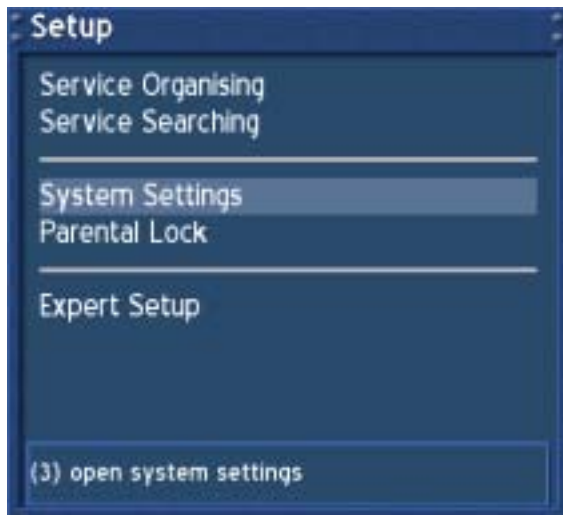 Setup
Service Organising
Service Searching
System Settings
Parental Lock
Expert Setup
(3) open system settings